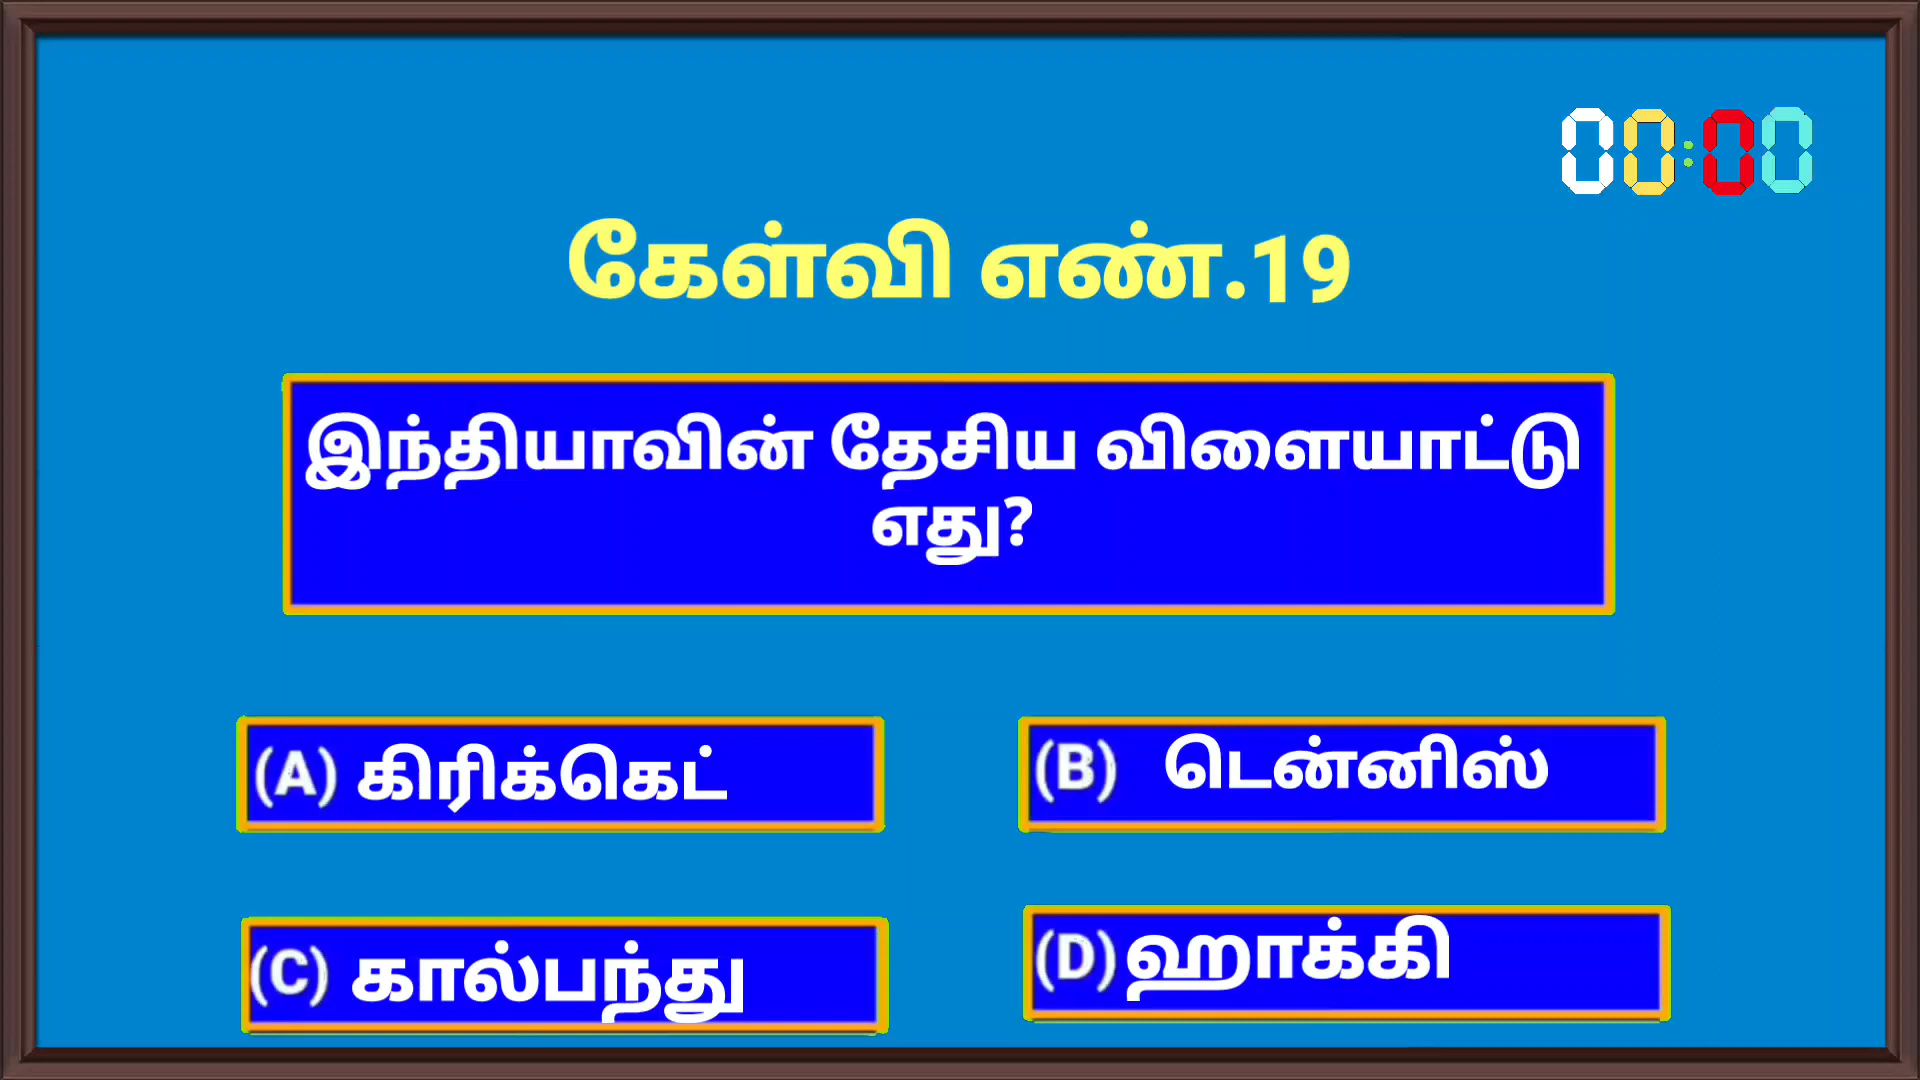 00:00
கேள்வி எண்.19
இந்தியாவின் தேசிய விளையாட்டு
எது?
(A) கிரிக்கெட்
(B) டென்னிஸ்
(C) கால்பந்து
(D) ஹாக்கி